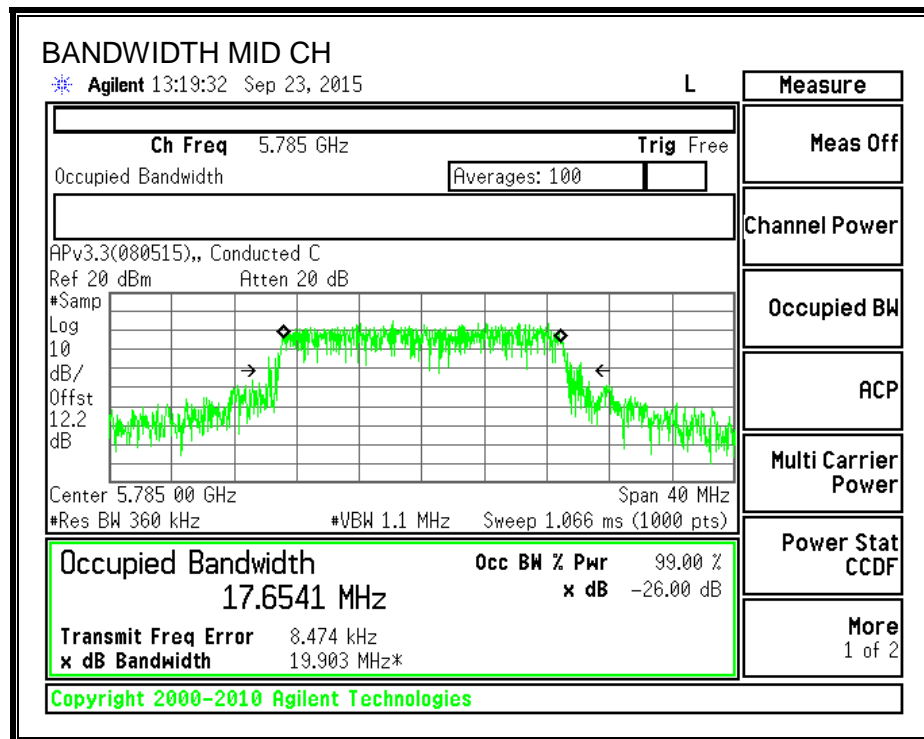 BANDWIDTH MID CH
Agilent 13:19:32 Sep 23, 2015 L
Measure
Ch Freq 5.785 GHz Trig Free
Meas Off
Occupied Bandwidth Averages: 100
Channel Power
APv3.3(080515),, Conducted C
Ref 20 dBm Atten 20 dB
#Samp
Log
10
dB/
Offst
12.2
dB
Occupied BW
ACP
Multi Carrier
Power
Center 5.785 00 GHz Span 40 MHz
#Res BW 360 kHz #VBW 1.1 MHz Sweep 1.066 ms (1000 pts)
Power Stat
CCDF
Occupied Bandwidth Occ BW % Pwr 99.00 %
17.6541 MHz x dB -26.00 dB
Transmit Freq Error 8.474 kHz
x dB Bandwidth 19.903 MHz*
More
1 of 2
Copyright 2000-2010 Agilent Technologies